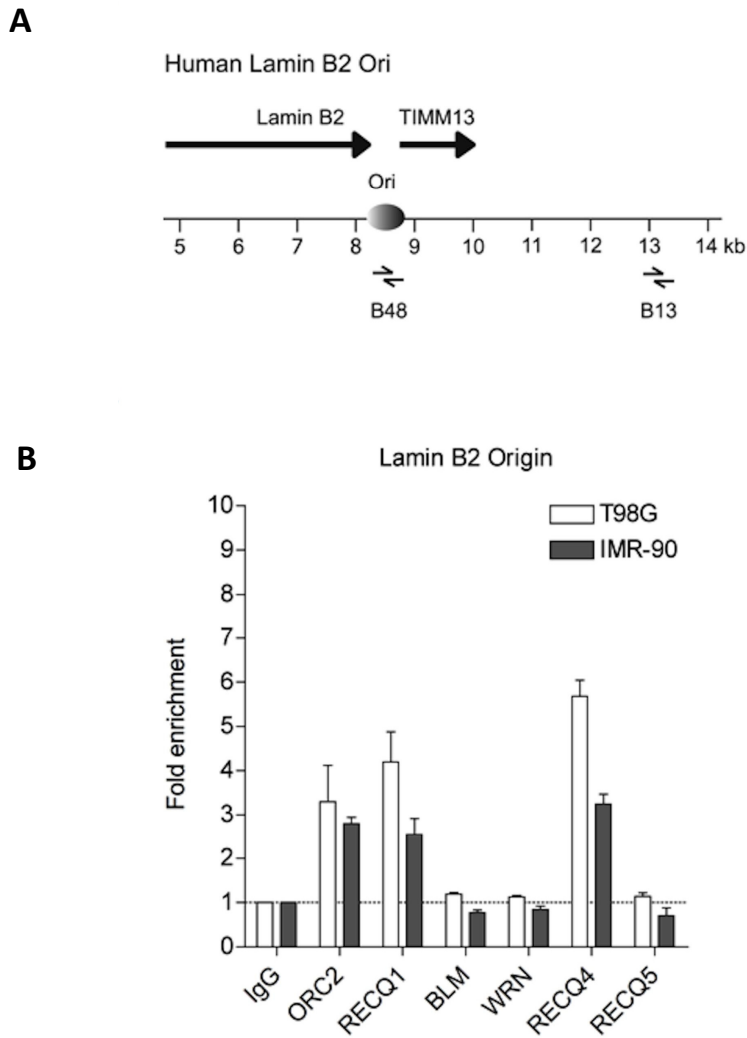 A
Human Lamin B2 Ori
Lamin B2 TIMM13
Ori
5 6 7 8 9 10 11 12 13 14 kb
B48 B13
B
Lamin B2 Origin
T98G
IMR-90
Fold enrichment
10
9
8
7
6
5
4
3
2
1
0
IgG ORC2 RECQ1 BLM WRN RECQ4 RECQ5